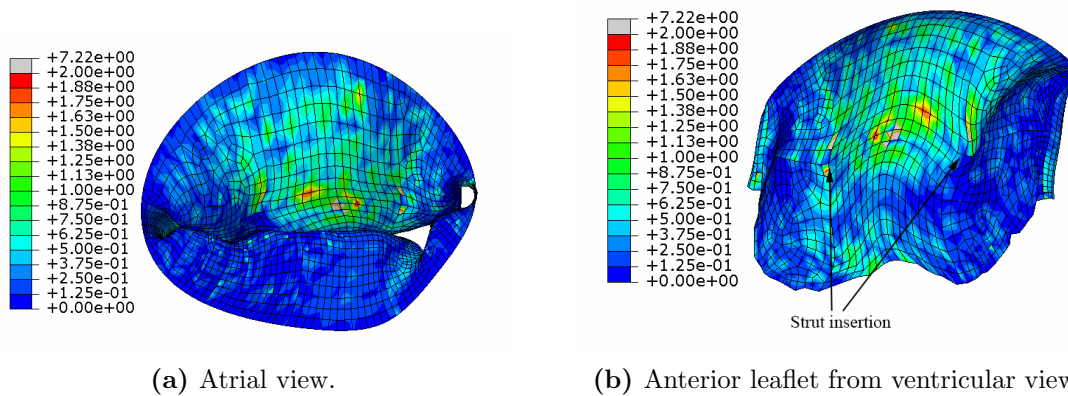 +7.22e+00
+2.00e+00
+1.88e+00
+1.75e+00
+1.63e+00
+1.50e+00
+1.38e+00
+1.25e+00
+1.13e+00
+1.00e+00
+8.75e-01
+7.50e-01
+6.25e-01
+5.00e-01
+3.75e-01
+2.50e-01
+1.25e-01
+0.00e+00
(a) Atrial view.
+7.22e+00
+2.00e+00
+1.88e+00
+1.75e+00
+1.63e+00
+1.50e+00
+1.38e+00
+1.25e+00
+1.13e+00
+1.00e+00
+8.75e-01
+7.50e-01
+6.25e-01
+5.00e-01
+3.75e-01
+2.50e-01
+1.25e-01
+0.00e+00
Strut insertion
(b) Anterior leaflet from ventricular view